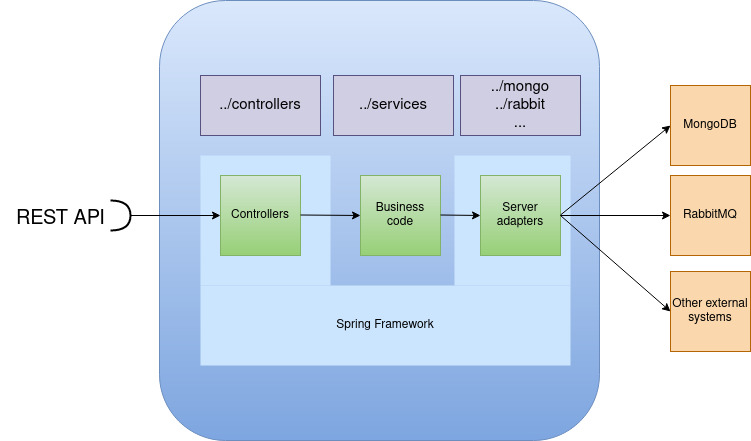 ../controllers
../services
../mongo
../rabbit
...
MongoDB
REST API
Controllers
Business
code
Server
adapters
RabbitMQ
Other external
systems
Spring Framework